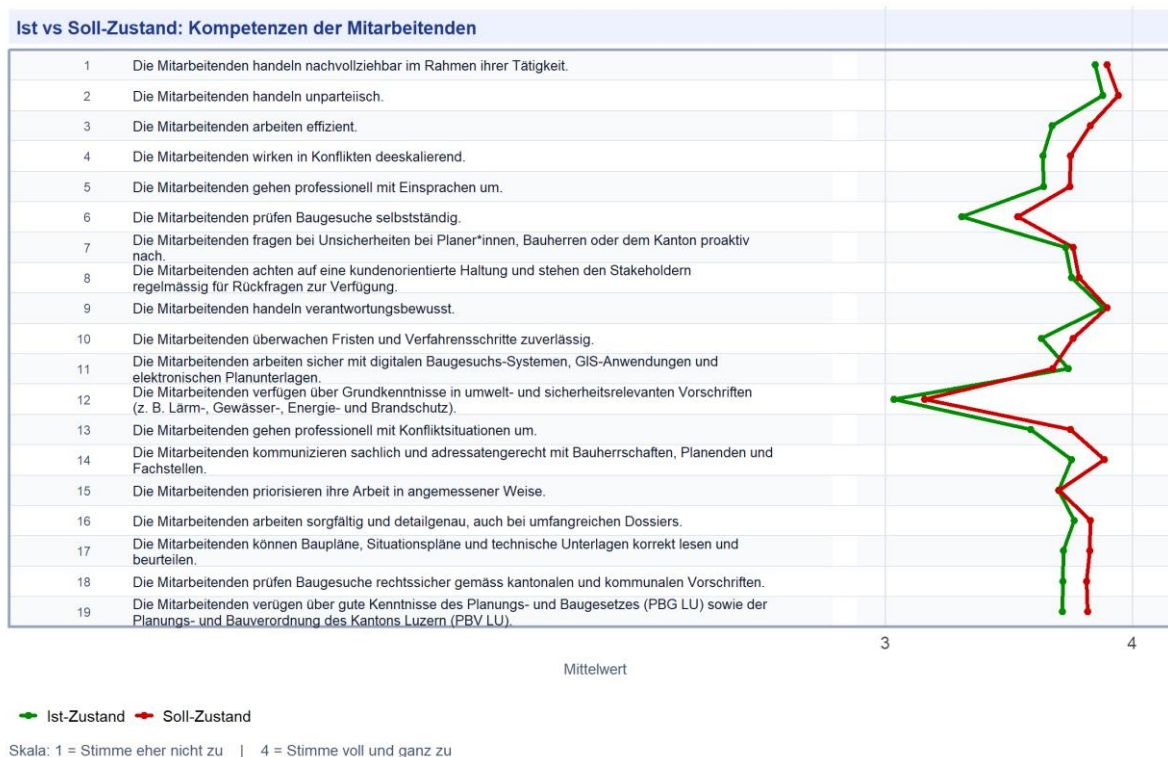 Ist vs Soll-Zustand: Kompetenzen der Mitarbeitenden
1 Die Mitarbeitenden handeln nachvollziehbar im Rahmen ihrer Tätigkeit.
2 Die Mitarbeitenden handeln unparteiisch.
3 Die Mitarbeitenden arbeiten effizient.
4 Die Mitarbeitenden wirken in Konflikten deeskalierend.
5 Die Mitarbeitenden gehen professionell mit Einsprachen um.
6 Die Mitarbeitenden prüfen Baugesuche selbstständig.
7 Die Mitarbeitenden fragen bei Unsicherheiten bei Planer*innen, Bauherren oder dem Kanton proaktiv
nach.
8 Die Mitarbeitenden achten auf eine kundenorientierte Haltung und stehen den Stakeholdern
regelmässig für Rückfragen zur Verfügung.
9 Die Mitarbeitenden handeln verantwortungsbewusst.
10 Die Mitarbeitenden überwachen Fristen und Verfahrensschritte zuverlässig.
11 Die Mitarbeitenden arbeiten sicher mit digitalen Baugesuchs-Systemen, GIS-Anwendungen und
elektronischen Planunterlagen.
12 Die Mitarbeitenden verfügen über Grundkenntnisse in umwelt- und sicherheitsrelevanten Vorschriften
(z. B. Lärm-, Gewässer-, Energie- und Brandschutz).
13 Die Mitarbeitenden gehen professionell mit Konfliktsituationen um.
14 Die Mitarbeitenden kommunizieren sachlich und adressatengerecht mit Bauherrschaften, Planenden und
Fachstellen.
15 Die Mitarbeitenden priorisieren ihre Arbeit in angemessener Weise.
16 Die Mitarbeitenden arbeiten sorgfältig und detailgenau, auch bei umfangreichen Dossiers.
17 Die Mitarbeitenden können Baupläne, Situationspläne und technische Unterlagen korrekt lesen und
beurteilen.
18 Die Mitarbeitenden prüfen Baugesuche rechtssicher gemäss kantonalen und kommunalen Vorschriften.
19 Die Mitarbeitenden verügen über gute Kenntnisse des Planungs- und Baugesetzes (PBG LU) sowie der
Planungs- und Bauverordnung des Kantons Luzern (PBV LU).
3 4
Mittelwert
Ist-Zustand Soll-Zustand
Skala: 1 = Stimme eher nicht zu | 4 = Stimme voll und ganz zu